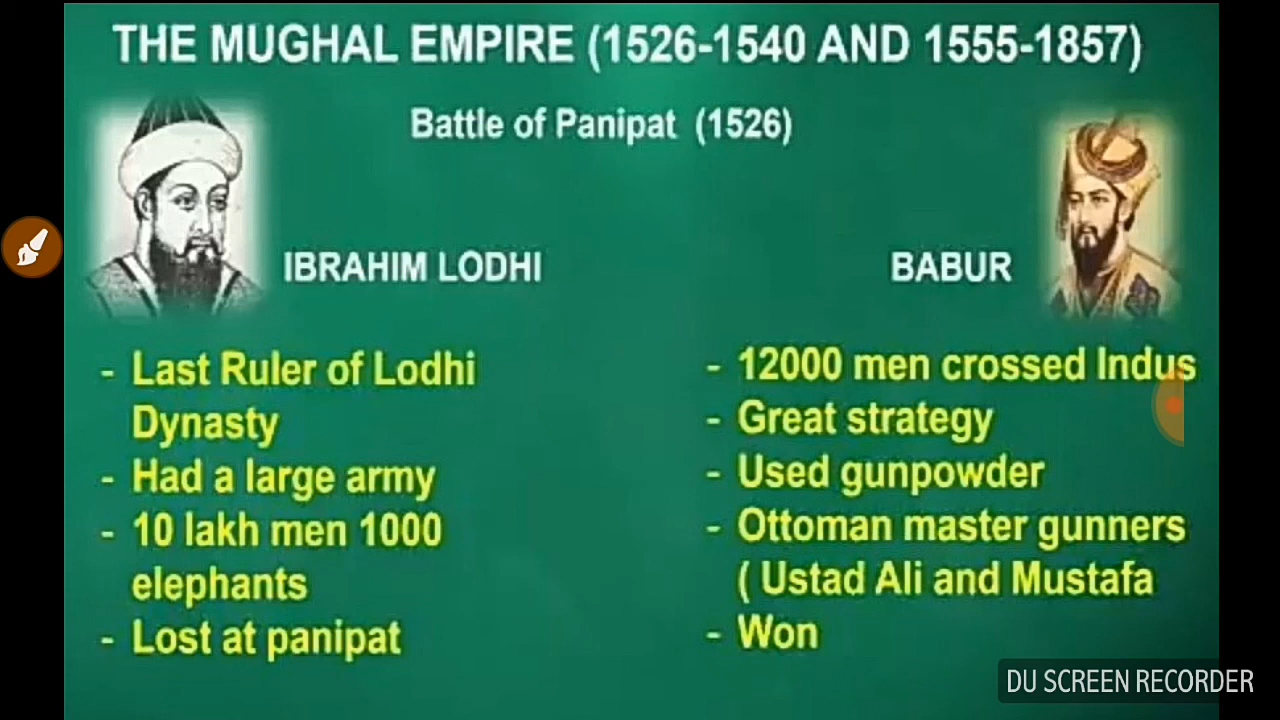 THE MUGHAL EMPIRE (1526-1540 AND 1555-1857)
Battle of Panipat (1526)
IBRAHIM LODHI
- Last Ruler of Lodhi
Dynasty
- Had a large army
- 10 lakh men 1000
elephants
- Lost at panipat
BABUR
- 12000 men crossed Indus
- Great strategy
- Used gunpowder
- Ottoman master gunners
( Ustad Ali and Mustafa
- Won
DU SCREEN RECORDER